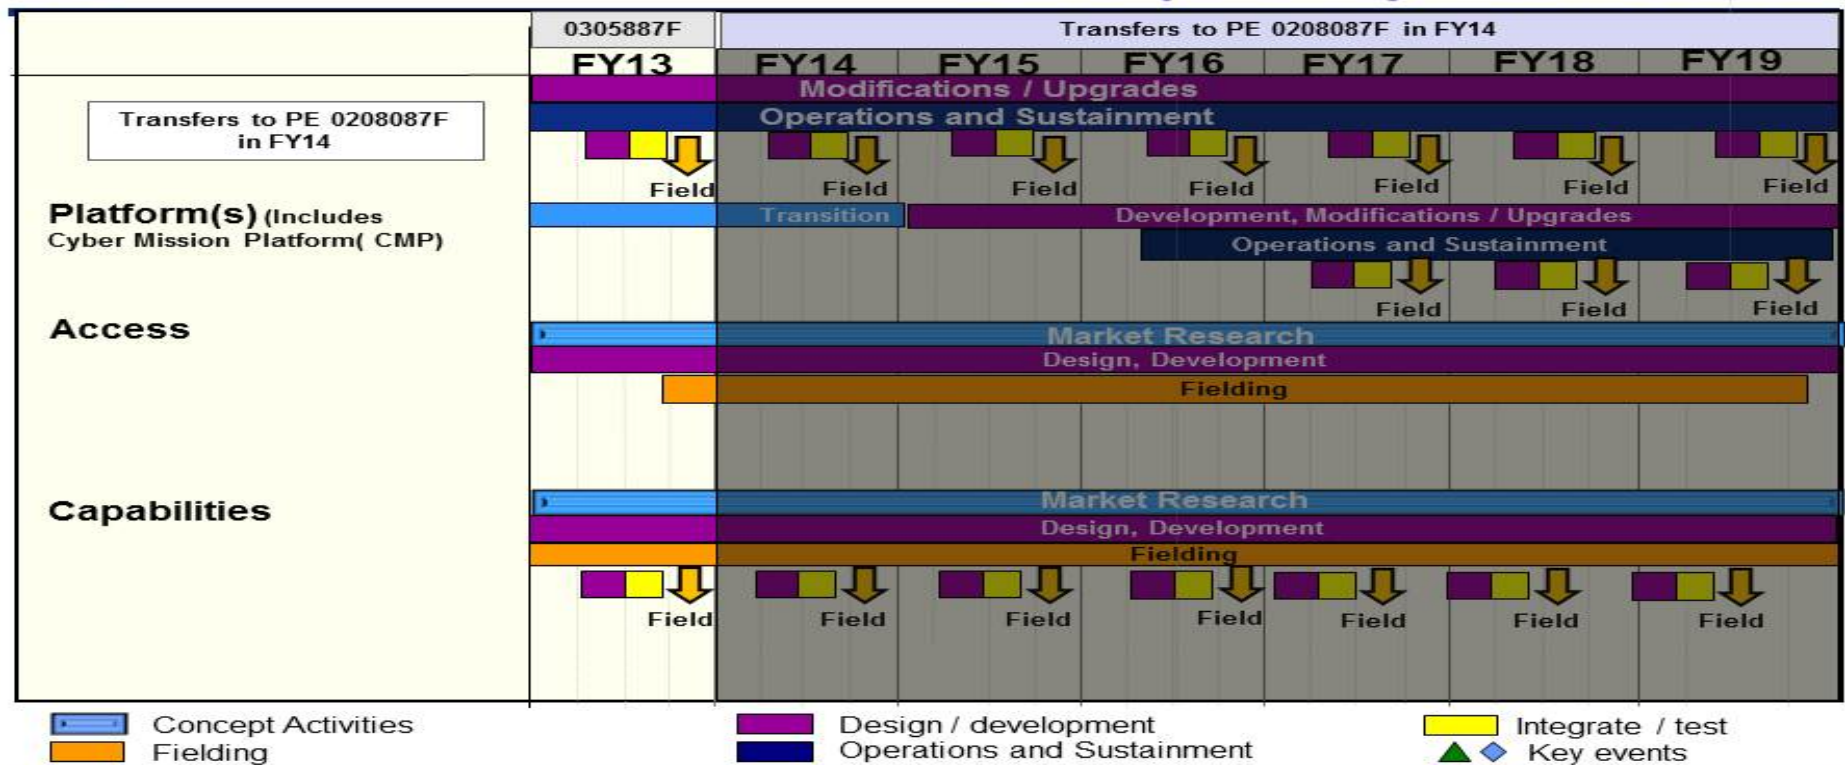 0305887F
Transfers to PE 0208087F in FY14
FY13 FY14 FY15 FY16 FY17 FY18 FY19
Modifications / Upgrades
Transfers to PE 0208087F
in FY14
Operations and Sustainment
Field Field Field Field Field Field Field
Platform(s) (Includes
Cyber Mission Platform( CMP)
Transition
Development, Modifications / Upgrades
Operations and Sustainment
Field Field Field
Access
Market Research
Design, Development
Fielding
Capabilities
Market Research
Design, Development
Fielding
Field Field Field Field Field Field Field
Concept Activities
Design / development
Integrate / test
Fielding
Operations and Sustainment
Key events